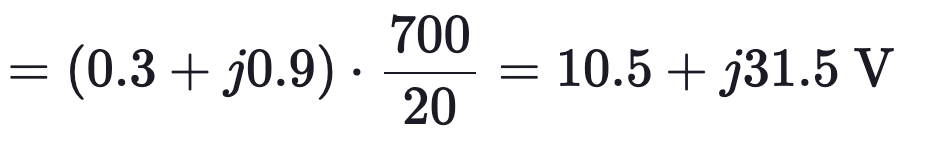 = (0.3 + j0.9) · 700/20 = 10.5 + j31.5 V